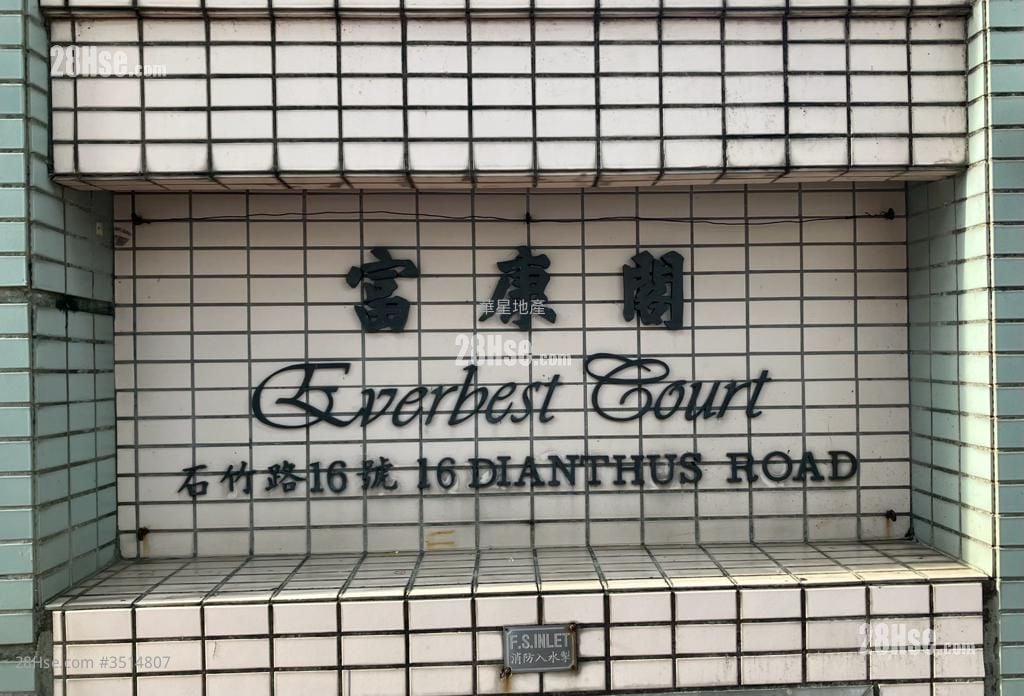 28Hse.com
富康閣
華星地產
28Hse.com
Everbest Court
石竹路16號 16 DIANTHUS ROAD
F.S.INLET
消防入水掣
28Hse.com
28Hse.com #3514807